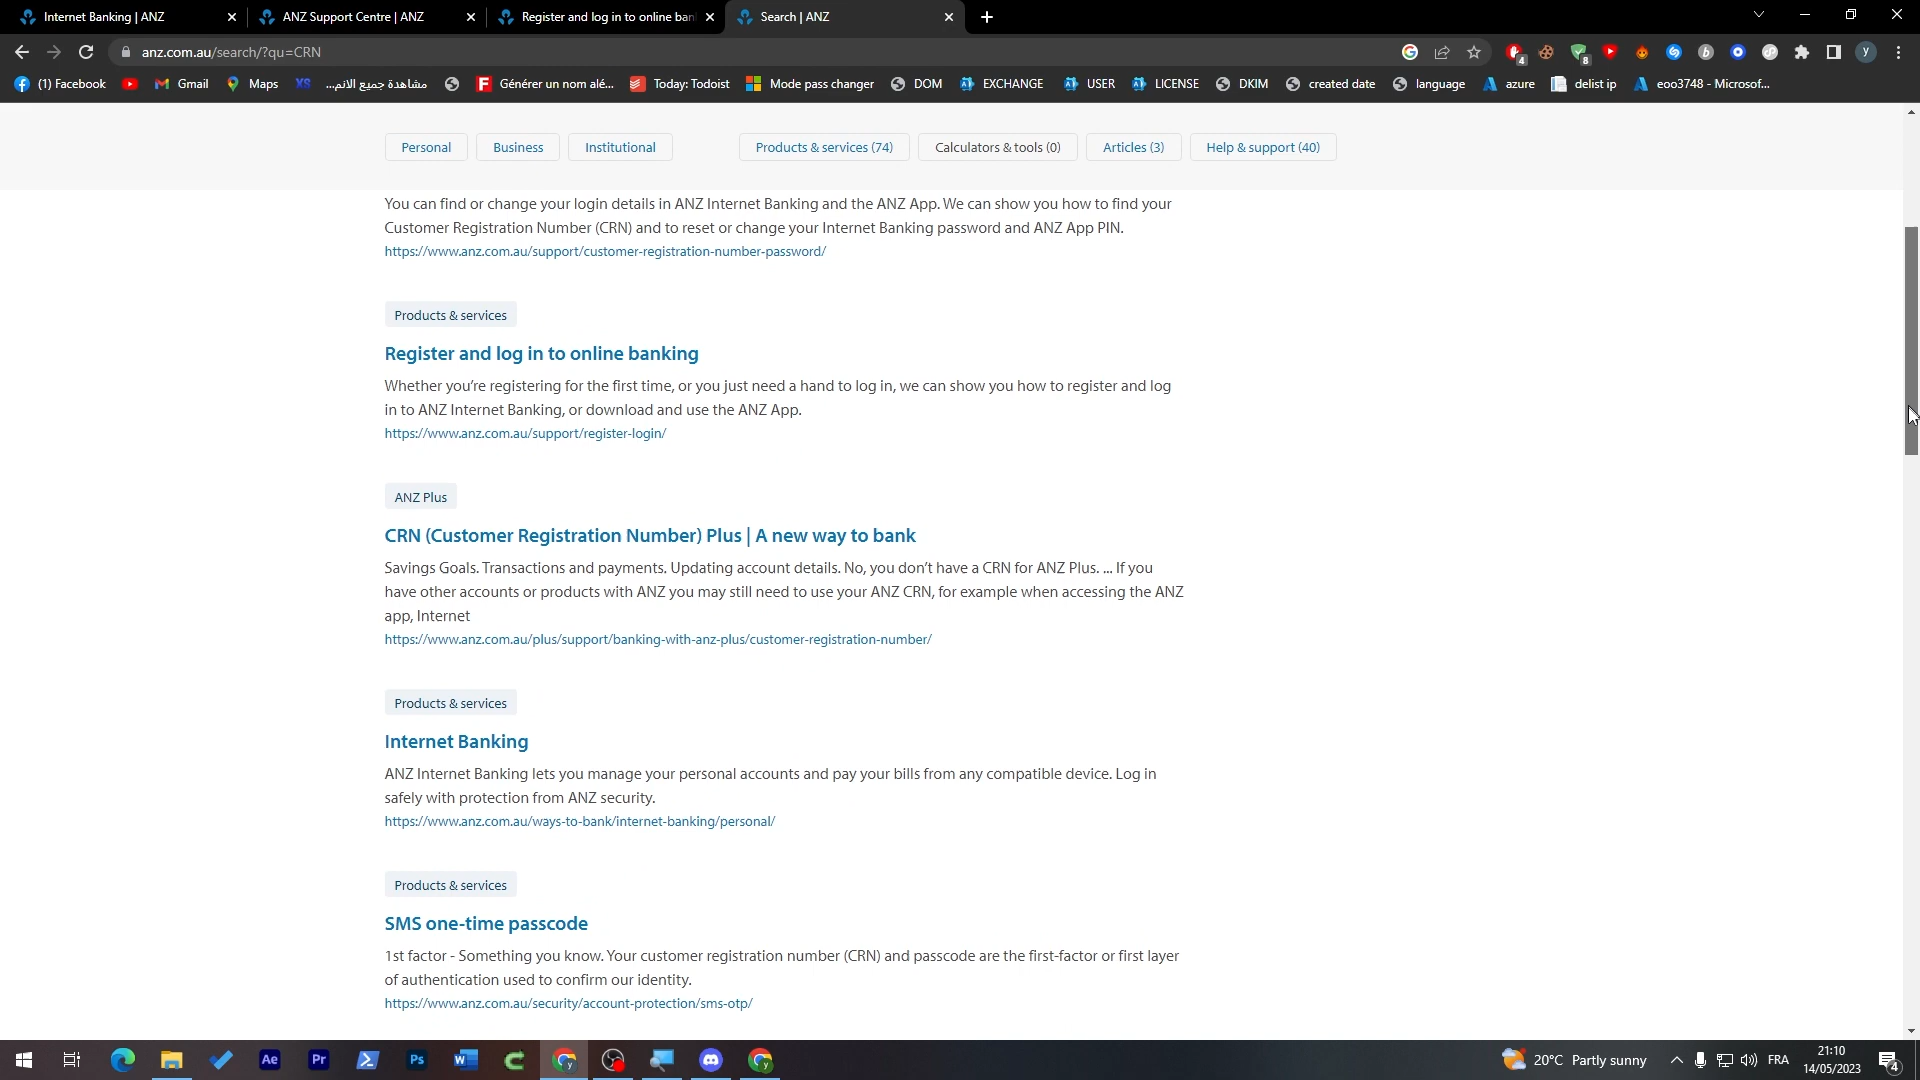 Internet Banking | ANZ
ANZ Support Centre | ANZ
Register and log in to online ban
Search | ANZ
anz.com.au/search/?qu=CRN
4
8
y
(1) Facebook
Gmail
Maps
XS
مشاهدة جميع الانم...
Générer un nom alé...
Today: Todoist
Mode pass changer
DOM
EXCHANGE
USER
LICENSE
DKIM
created date
language
azure
delist ip
eoo3748 - Microsof...
Personal
Business
Institutional
Products & services (74)
Calculators & tools (0)
Articles (3)
Help & support (40)
You can find or change your login details in ANZ Internet Banking and the ANZ App. We can show you how to find your
Customer Registration Number (CRN) and to reset or change your Internet Banking password and ANZ App PIN.
https://www.anz.com.au/support/customer-registration-number-password/
Products & services
Register and log in to online banking
Whether you're registering for the first time, or you just need a hand to log in, we can show you how to register and log
in to ANZ Internet Banking, or download and use the ANZ App.
https://www.anz.com.au/support/register-login/
ANZ Plus
CRN (Customer Registration Number) Plus | A new way to bank
Savings Goals. Transactions and payments. Updating account details. No, you don't have a CRN for ANZ Plus. ... If you
have other accounts or products with ANZ you may still need to use your ANZ CRN, for example when accessing the ANZ
app, Internet
https://www.anz.com.au/plus/support/banking-with-anz-plus/customer-registration-number/
Products & services
Internet Banking
ANZ Internet Banking lets you manage your personal accounts and pay your bills from any compatible device. Log in
safely with protection from ANZ security.
https://www.anz.com.au/ways-to-bank/internet-banking/personal/
Products & services
SMS one-time passcode
1st factor - Something you know. Your customer registration number (CRN) and passcode are the first-factor or first layer
of authentication used to confirm our identity.
https://www.anz.com.au/security/account-protection/sms-otp/
Ae
Pr
Ps
W
20°C Partly sunny
FRA
21:10
14/05/2023
4